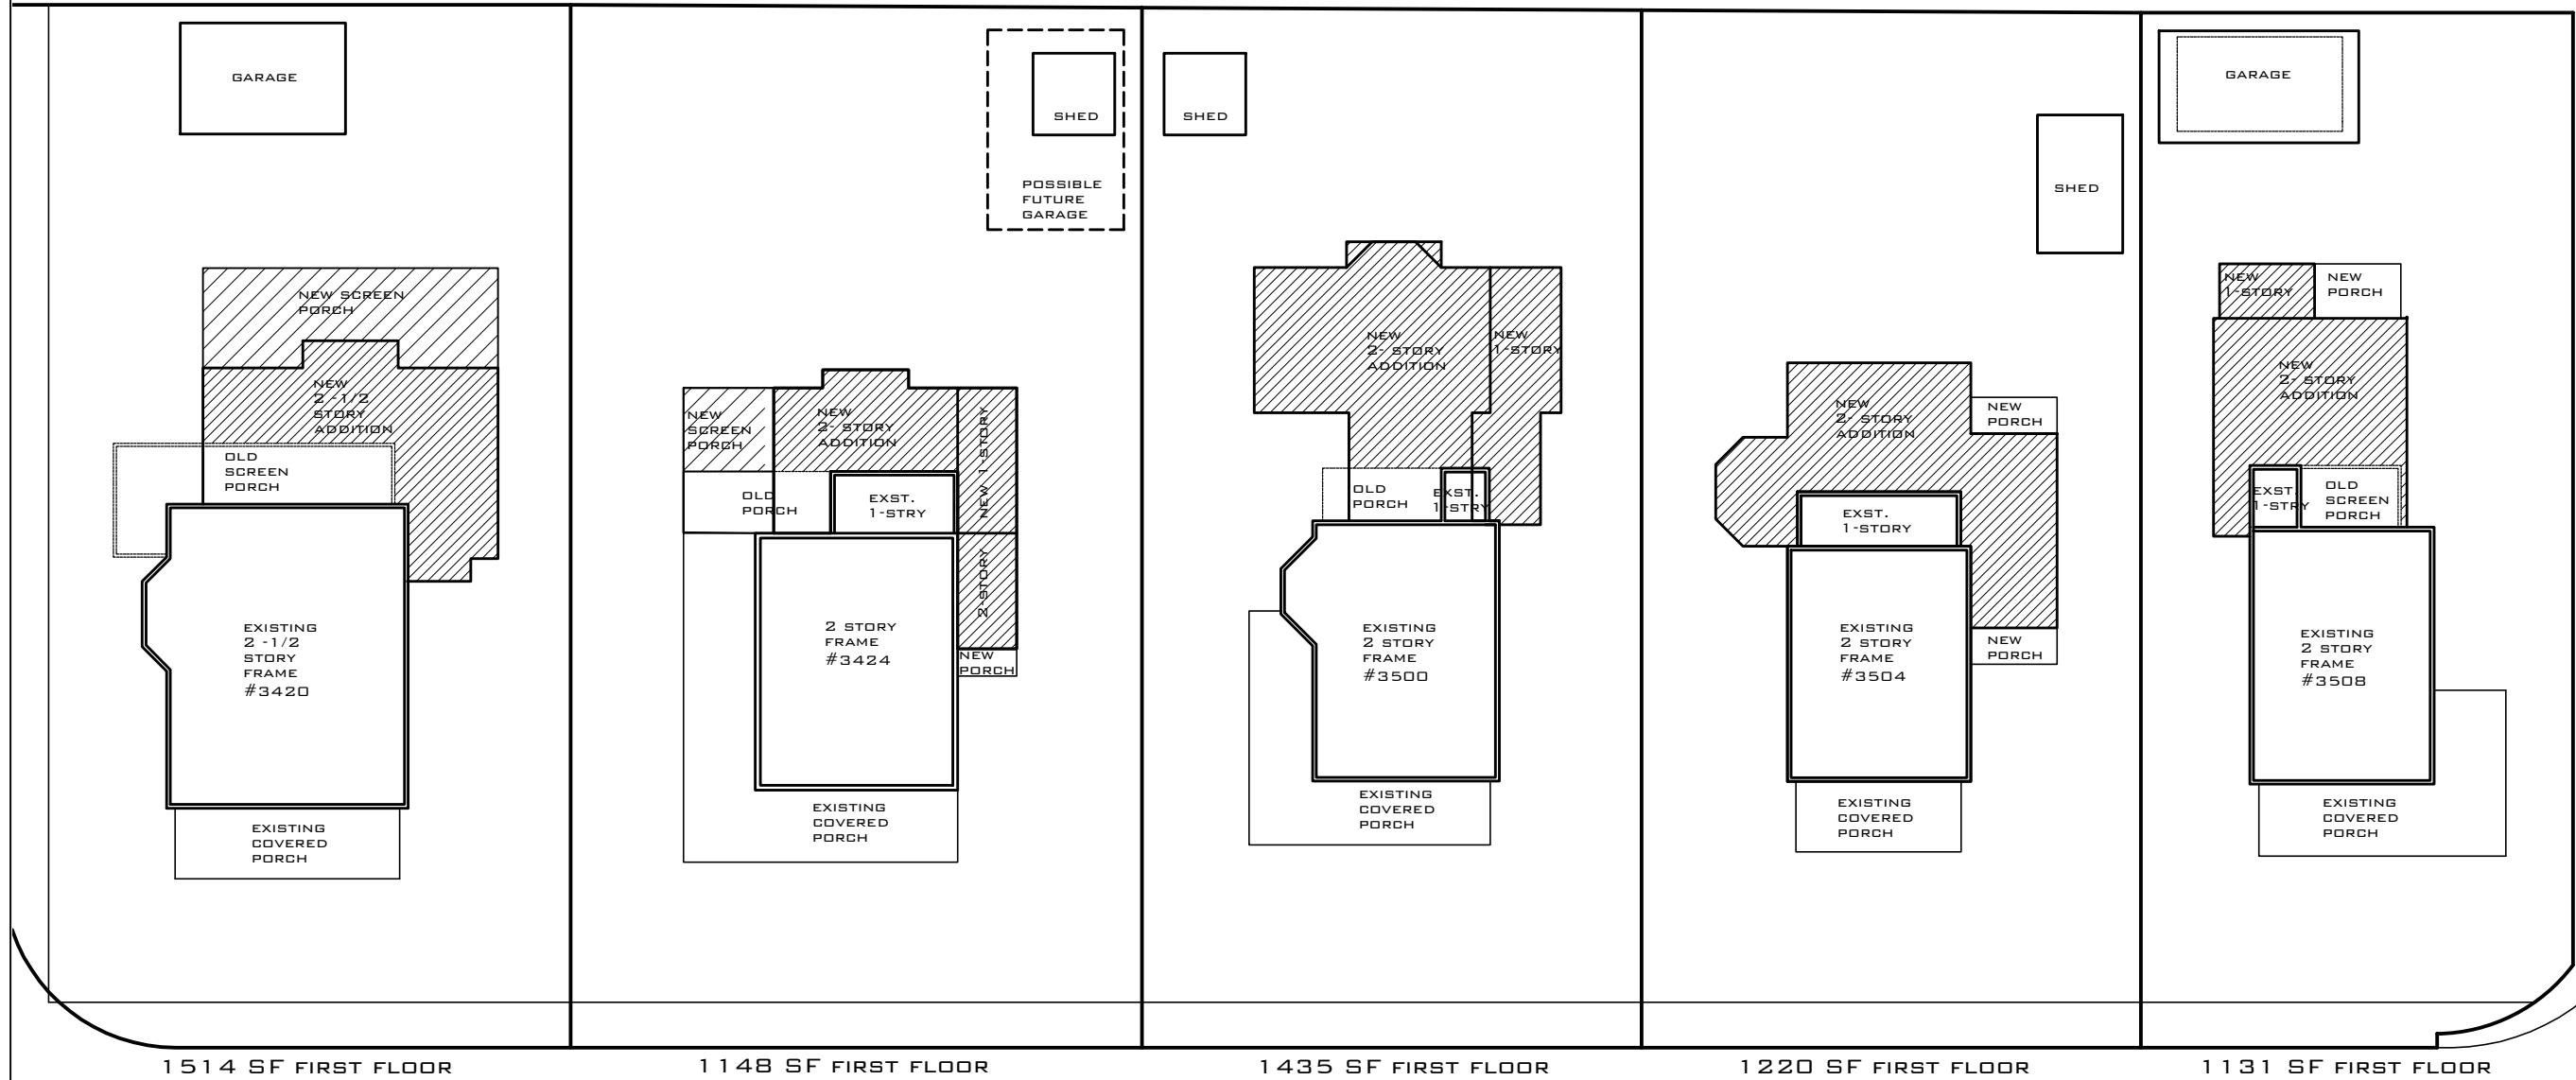 GARAGE
NEW SCREEN
PORCH
NEW
2 -1/2
STORY
ADDITION
OLD
SCREEN
PORCH
EXISTING
2 -1/2
STORY
FRAME
#3420
EXISTING
COVERED
PORCH
1514 SF FIRST FLOOR
SHED
POSSIBLE
FUTURE
GARAGE
NEW
SCREEN
PORCH
NEW
2- STORY
ADDITION
NEW 1-STORY
OLD
PORCH
EXST.
1-STRY
2-STORY
2 STORY
FRAME
#3424
NEW
PORCH
EXISTING
COVERED
PORCH
1148 SF FIRST FLOOR
SHED
NEW
2- STORY
ADDITION
NEW
1-STORY
OLD
PORCH
EXST.
1-STRY
EXISTING
2 STORY
FRAME
#3500
EXISTING
COVERED
PORCH
1435 SF FIRST FLOOR
SHED
NEW
2- STORY
ADDITION
NEW
PORCH
EXST.
1-STORY
EXISTING
2 STORY
FRAME
#3504
NEW
PORCH
EXISTING
COVERED
PORCH
1220 SF FIRST FLOOR
GARAGE
NEW
1-STORY
NEW
PORCH
NEW
2- STORY
ADDITION
EXST.
1-STRY
OLD
SCREEN
PORCH
EXISTING
2 STORY
FRAME
#3508
EXISTING
COVERED
PORCH
1131 SF FIRST FLOOR